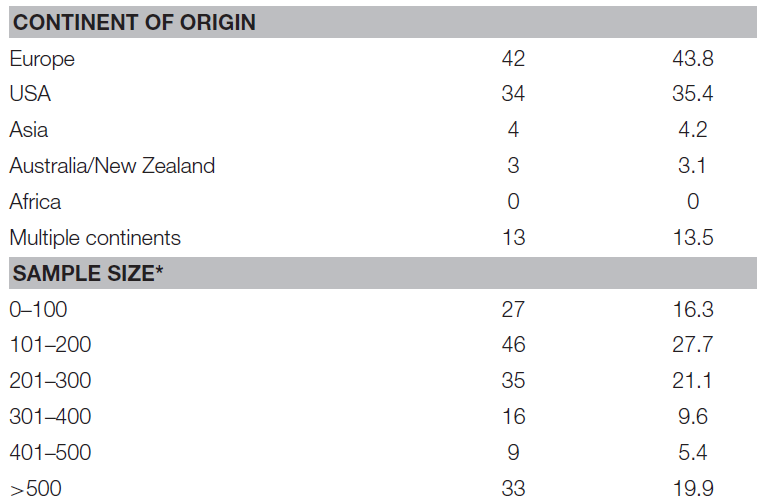 CONTINENT OF ORIGIN
Europe 42 43.8
USA 34 35.4
Asia 4 4.2
Australia/New Zealand 3 3.1
Africa 0 0
Multiple continents 13 13.5
SAMPLE SIZE*
0–100 27 16.3
101–200 46 27.7
201–300 35 21.1
301–400 16 9.6
401–500 9 5.4
>500 33 19.9